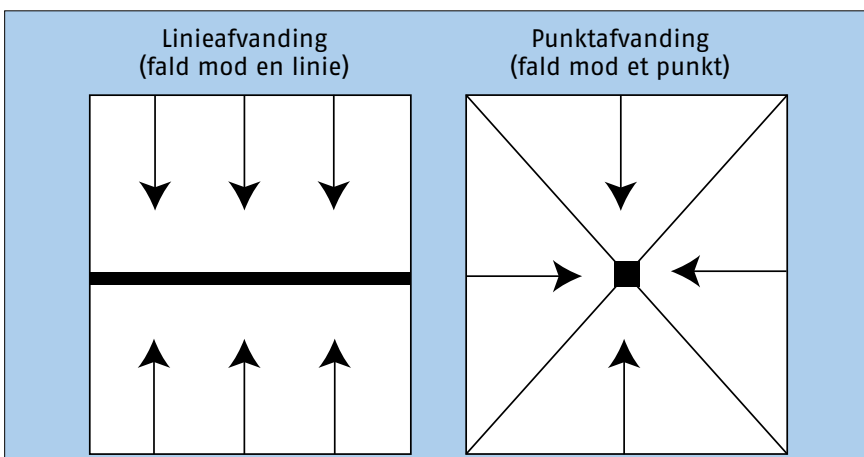 Linieafvanding
(fald mod en linie)
Punktafvanding
(fald mod et punkt)